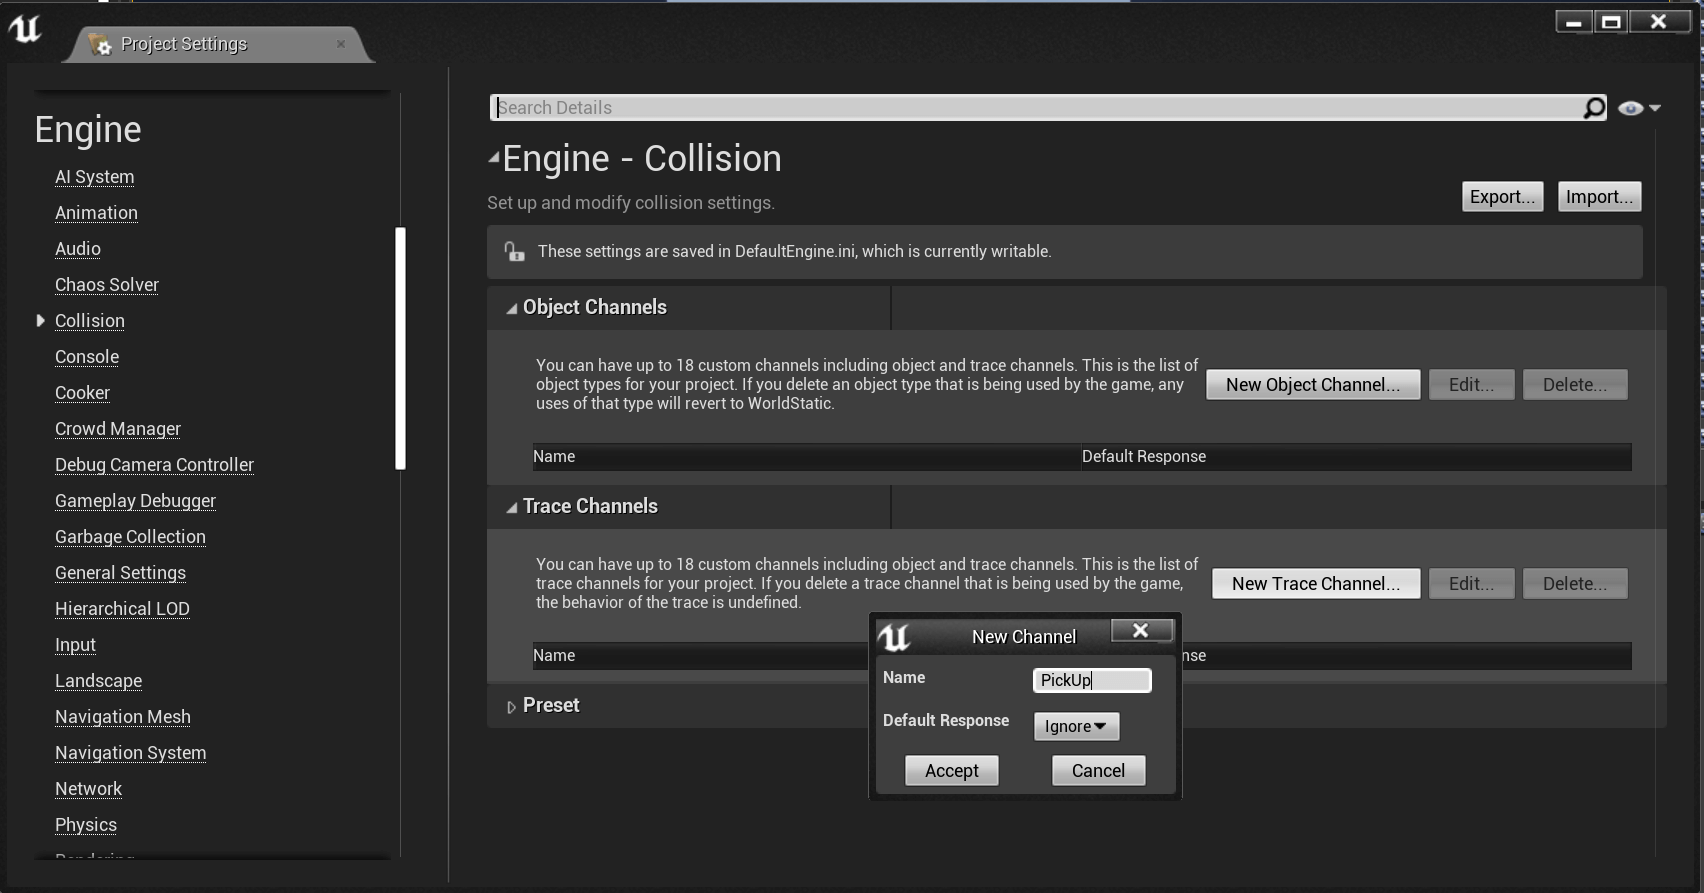 Project Settings
Engine
AI System
Animation
Audio
Chaos Solver
Collision
Console
Cooker
Crowd Manager
Debug Camera Controller
Gameplay Debugger
Garbage Collection
General Settings
Hierarchical LOD
Input
Landscape
Navigation Mesh
Navigation System
Network
Physics
Rendering
Search Details
Engine - Collision
Set up and modify collision settings.
Export...
Import...
These settings are saved in DefaultEngine.ini, which is currently writable.
Object Channels
You can have up to 18 custom channels including object and trace channels. This is the list of
object types for your project. If you delete an object type that is being used by the game, any
uses of that type will revert to WorldStatic.
New Object Channel...
Edit...
Delete...
Name
Default Response
Trace Channels
You can have up to 18 custom channels including object and trace channels. This is the list of
trace channels for your project. If you delete a trace channel that is being used by the game,
the behavior of the trace is undefined.
New Trace Channel...
Edit...
Delete...
Name
nse
Preset
New Channel
Name
PickUp
Default Response
Ignore
Accept
Cancel